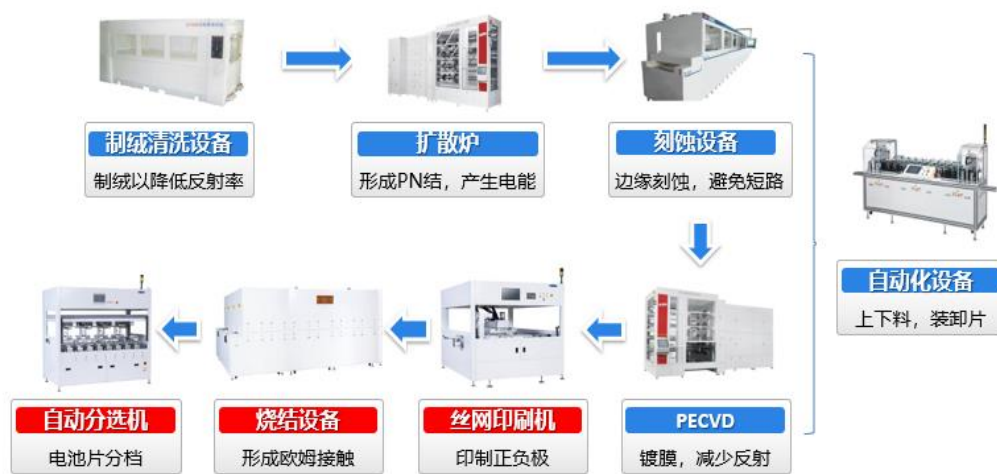 制绒清洗设备
制绒以降低反射率
扩散炉
形成PN结，产生电能
刻蚀设备
边缘刻蚀，避免短路
自动化设备
上下料，装卸片
自动分选机
电池片分档
烧结设备
形成欧姆接触
丝网印刷机
印制正负极
PECVD
镀膜，减少反射